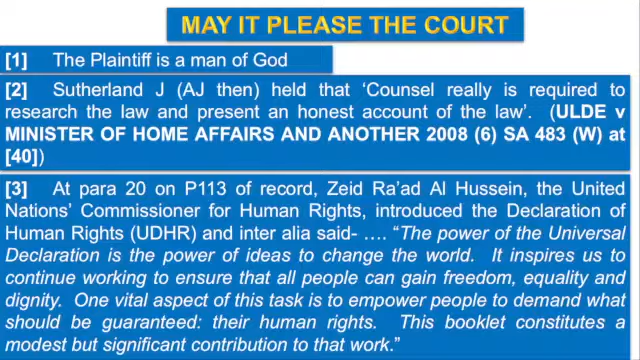 MAY IT PLEASE THE COURT
[1] The Plaintiff is a man of God
[2] Sutherland J (AJ then) held that ‘Counsel really is required to
research the law and present an honest account of the law’. (ULDE v
MINISTER OF HOME AFFAIRS AND ANOTHER 2008 (6) SA 483 (W) at
[40])
[3] At para 20 on P113 of record, Zeid Ra’ad Al Hussein, the United
Nations’ Commissioner for Human Rights, introduced the Declaration of
Human Rights (UDHR) and inter alia said- …. “The power of the Universal
Declaration is the power of ideas to change the world. It inspires us to
continue working to ensure that all people can gain freedom, equality and
dignity. One vital aspect of this task is to empower people to demand what
should be guaranteed: their human rights. This booklet constitutes a
modest but significant contribution to that work.”